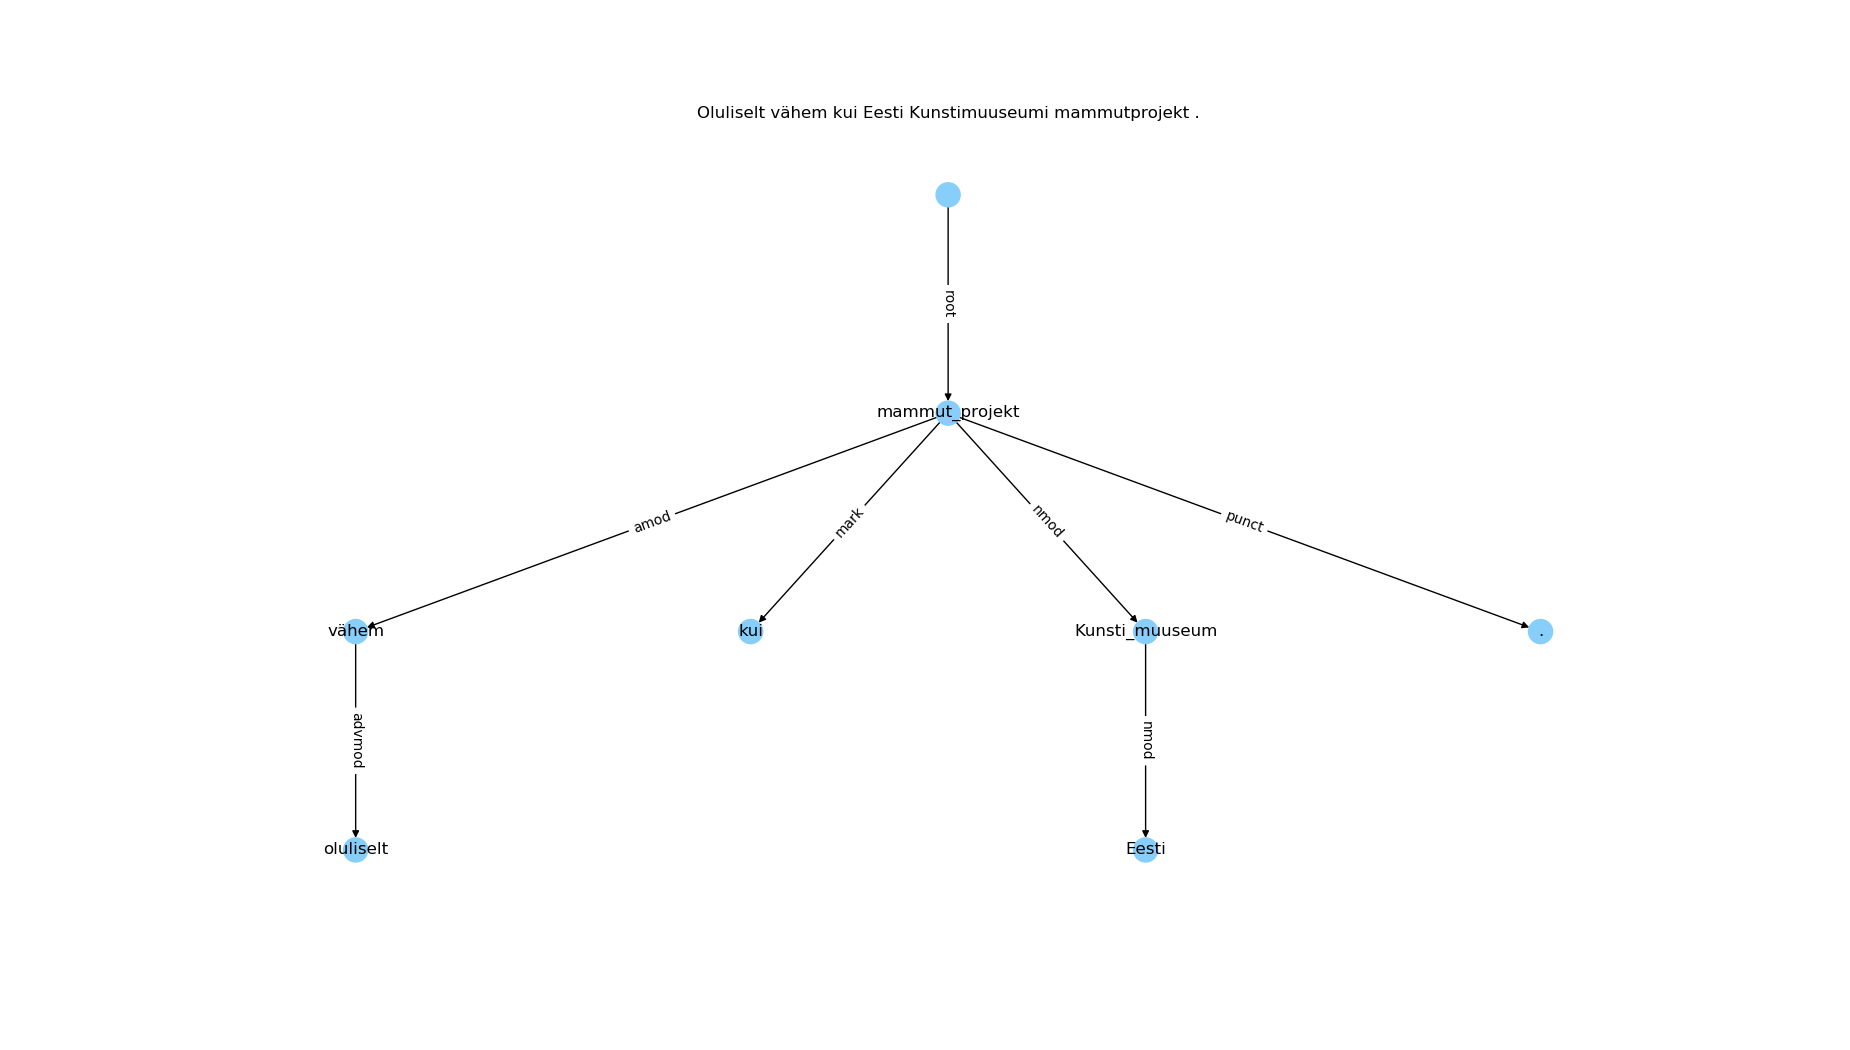 Oluliselt vähem kui Eesti Kunstimuuseumi mammutprojekt .
root
mammut_projekt
amod
mark
nmod
punct
vähem
kui
Kunsti_muuseum
.
advmod
nmod
oluliselt
Eesti